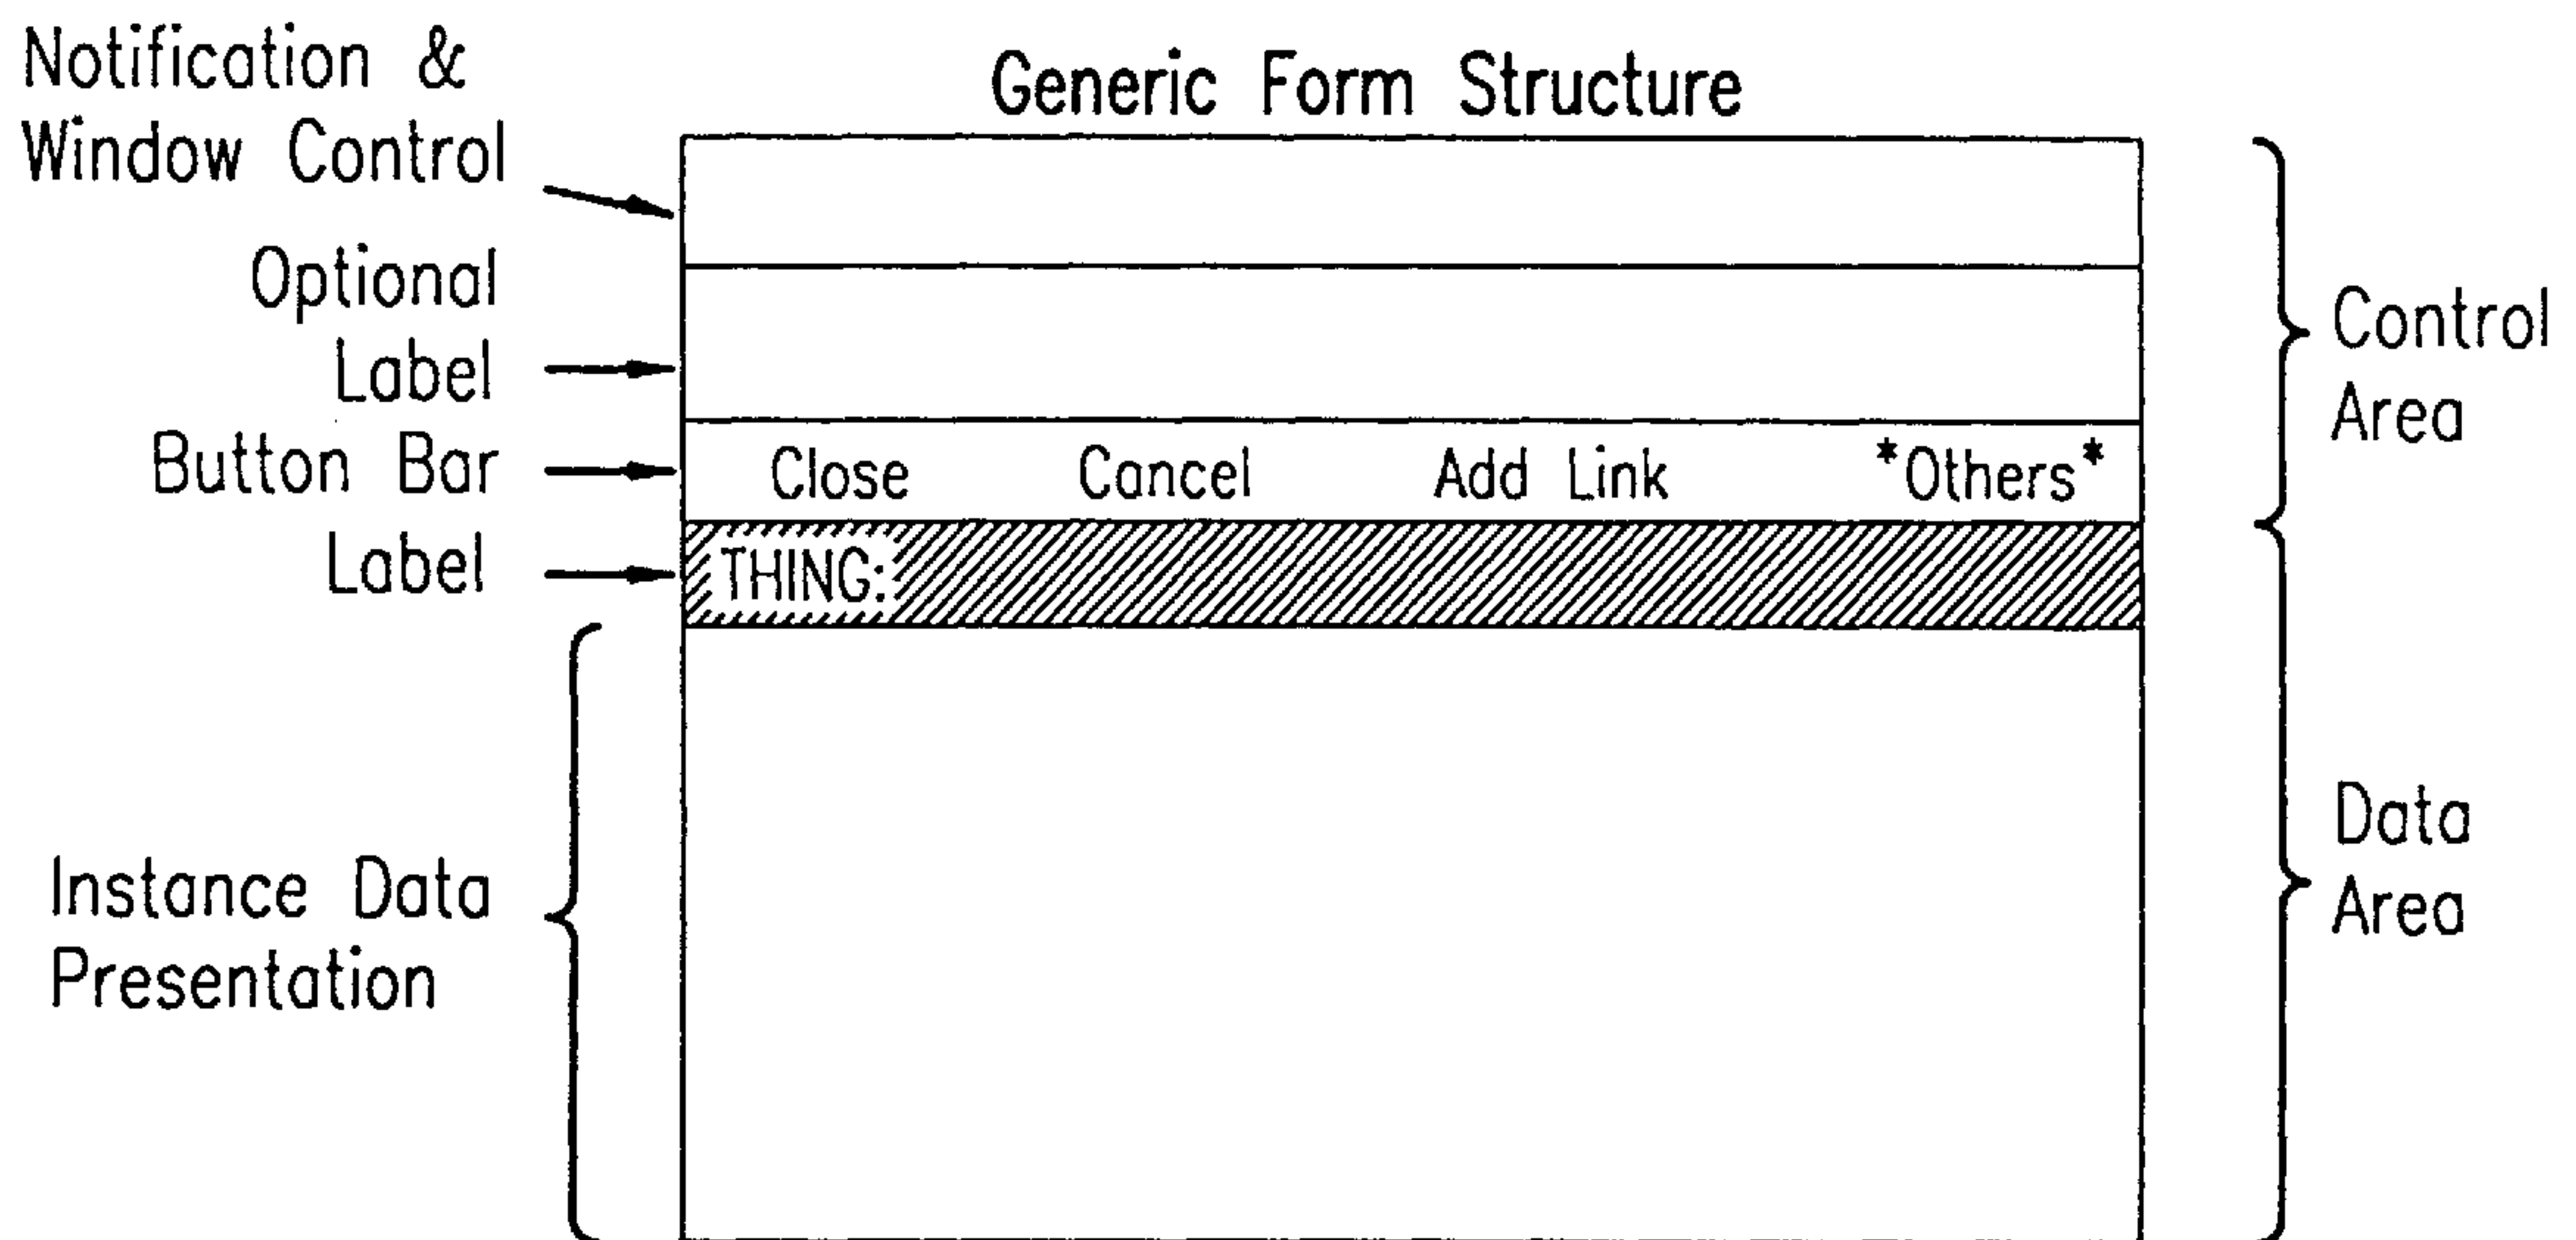 Generic Form Structure
Notification &
Window Control
Optional
Label
Button Bar
Label
Instance Data
Presentation
Close Cancel Add Link *Others*
THING:
Control
Area
Data
Area